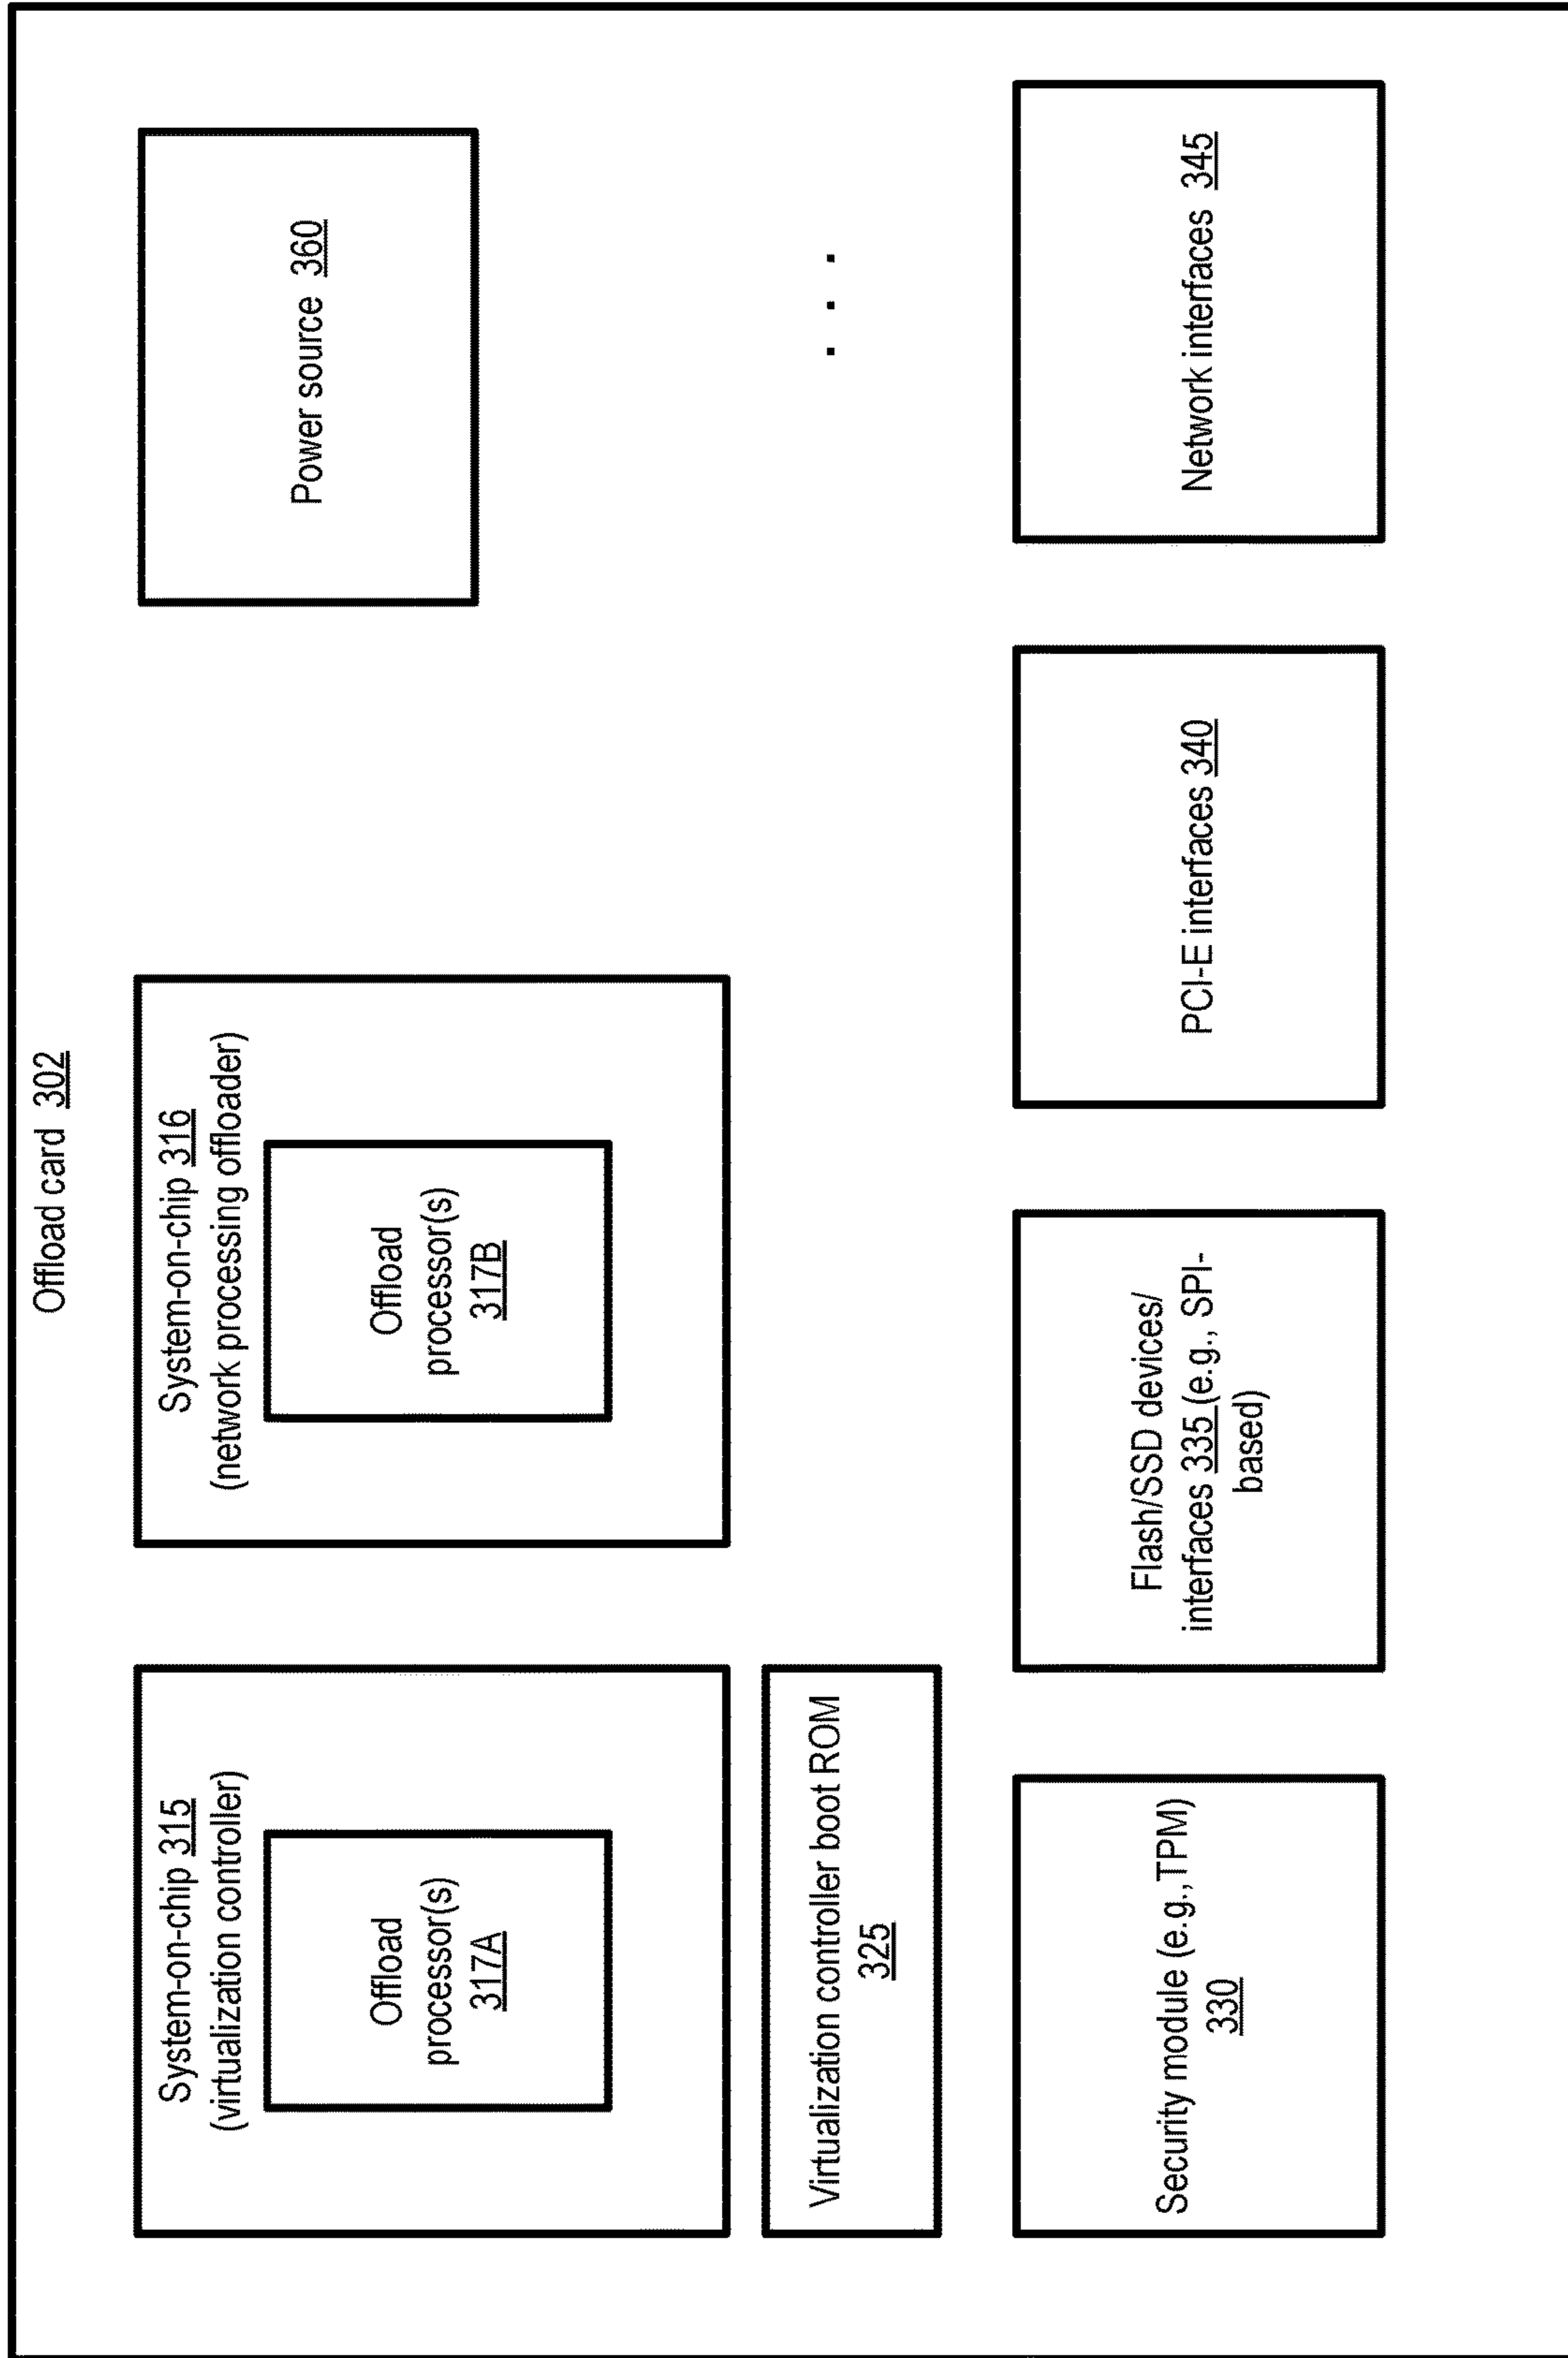 Offload card 302
System-on-chip 315
(virtualization controller)
Offload
processor(s)
317A
System-on-chip 316
(network processing offloader)
Offload
processor(s)
317B
Power source 360
Virtualization controller boot ROM
325
. . .
Security module (e.g.,TPM)
330
Flash/SSD devices/
interfaces 335 (e.g., SPI-
based)
PCI-E interfaces 340
Network interfaces 345